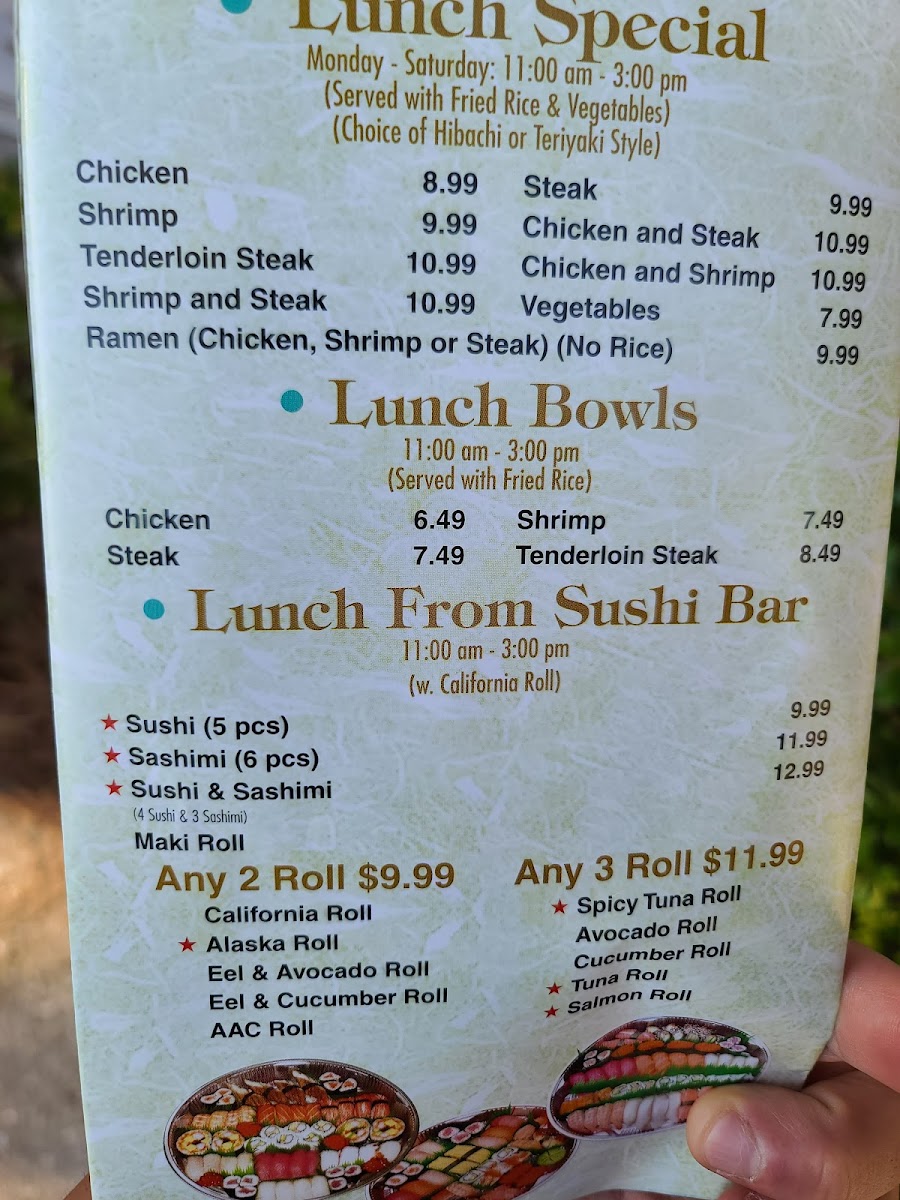 • Lunch Special
Monday - Saturday: 11:00 am - 3:00 pm
(Served with Fried Rice & Vegetables)
(Choice of Hibachi or Teriyaki Style)
Chicken 8.99 Steak 9.99
Shrimp 9.99 Chicken and Steak 10.99
Tenderloin Steak 10.99 Chicken and Shrimp 10.99
Shrimp and Steak 10.99 Vegetables 7.99
Ramen (Chicken, Shrimp or Steak) (No Rice) 9.99
• Lunch Bowls
11:00 am - 3:00 pm
(Served with Fried Rice)
Chicken 6.49 Shrimp 7.49
Steak 7.49 Tenderloin Steak 8.49
• Lunch From Sushi Bar
11:00 am - 3:00 pm
(w. California Roll)
★ Sushi (5 pcs) 9.99
★ Sashimi (6 pcs) 11.99
★ Sushi & Sashimi 12.99
(4 Sushi & 3 Sashimi)
Maki Roll
Any 2 Roll $9.99 Any 3 Roll $11.99
California Roll
★ Alaska Roll
Eel & Avocado Roll
Eel & Cucumber Roll
AAC Roll
★ Spicy Tuna Roll
Avocado Roll
Cucumber Roll
★ Tuna Roll
★ Salmon Roll